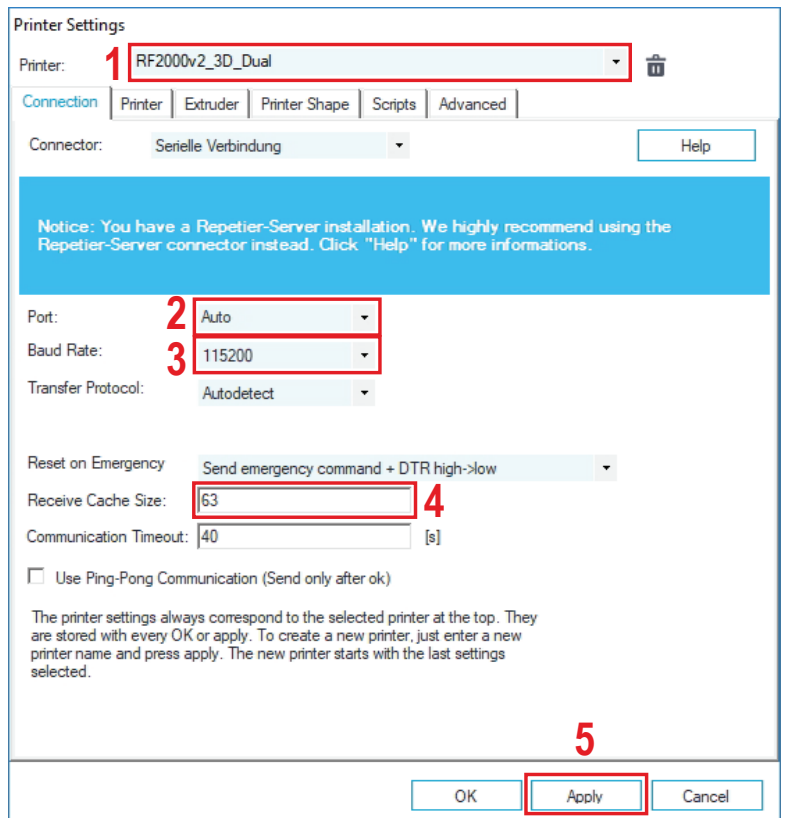 Printer Settings
1
Printer: RF2000v2_3D_Dual
Connection Printer Extruder Printer Shape Scripts Advanced
Connector: Serielle Verbindung Help
Notice: You have a Repetier-Server installation. We highly recommend using the
Repetier-Server connector instead. Click "Help" for more informations.
Port: 2 Auto
Baud Rate: 3 115200
Transfer Protocol: Autodetect
Reset on Emergency Send emergency command + DTR high->low
Receive Cache Size: 63 4
Communication Timeout: 40 [s]
Use Ping-Pong Communication (Send only after ok)
The printer settings always correspond to the selected printer at the top. They
are stored with every OK or apply. To create a new printer, just enter a new
printer name and press apply. The new printer starts with the last settings
selected.
5
OK Apply Cancel